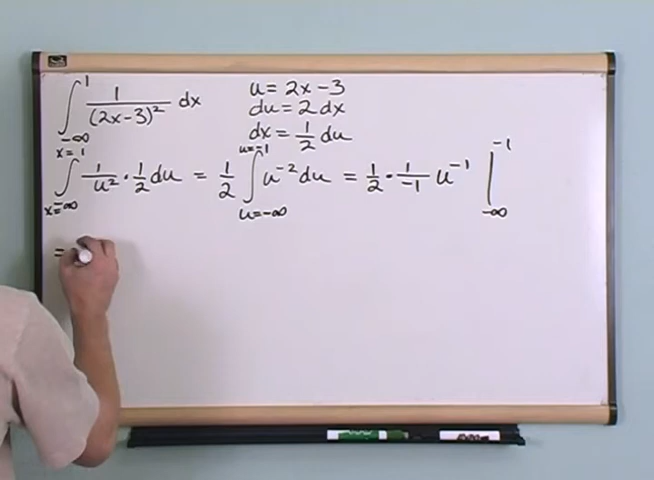 ∫_{-∞}^{1} 1/(2x-3)² dx
u = 2x - 3
du = 2 dx
dx = 1/2 du
∫_{x=-∞}^{x=1} 1/u² · 1/2 du = 1/2 ∫_{u=-∞}^{u=-1} u⁻² du = 1/2 · 1/-1 u⁻¹ |_{-∞}^{-1}
=